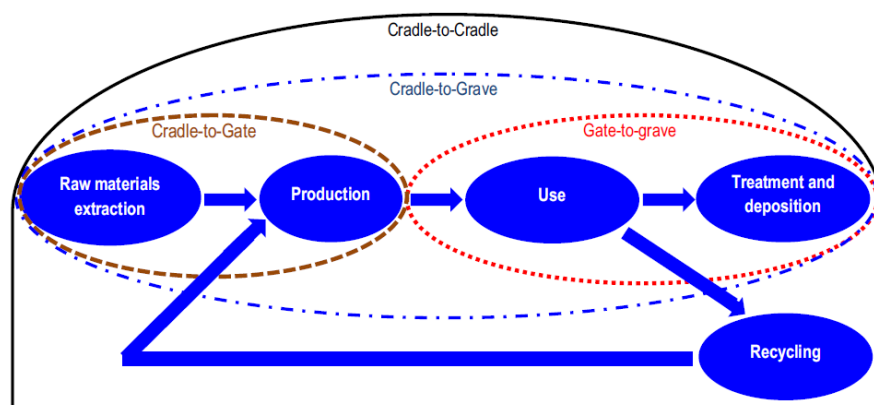 Cradle-to-Cradle
Cradle-to-Grave
Cradle-to-Gate
Gate-to-grave
Raw materials
extraction
Production
Use
Treatment and
deposition
Recycling